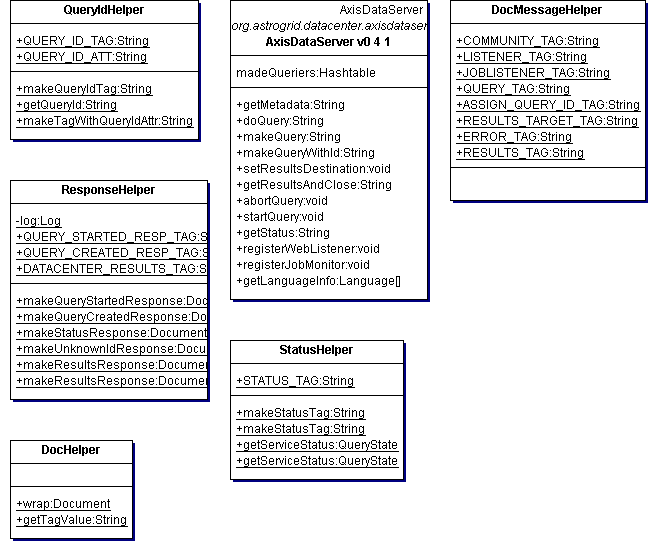 QueryIdHelper
+QUERY_ID_TAG:String
+QUERY_ID_ATT:String
+makeQueryIdTag:String
+getQueryId:String
+makeTagWithQueryIdAttr:String
AxisDataServer
org.astrogrid.datacenter.axisdataser
AxisDataServer v0 4 1
madeQueriers:Hashtable
+getMetadata:String
+doQuery:String
+makeQuery:String
+makeQueryWithId:String
+setResultsDestination:void
+getResultsAndClose:String
+abortQuery:void
+startQuery:void
+getStatus:String
+registerWebListener:void
+registerJobMonitor:void
+getLanguageInfo:Language[]
DocMessageHelper
+COMMUNITY_TAG:String
+LISTENER_TAG:String
+JOBLISTENER_TAG:String
+QUERY_TAG:String
+ASSIGN_QUERY_ID_TAG:String
+RESULTS_TARGET_TAG:String
+ERROR_TAG:String
+RESULTS_TAG:String
ResponseHelper
-log:Log
+QUERY_STARTED_RESP_TAG:S
+QUERY_CREATED_RESP_TAG:S
+DATACENTER_RESULTS_TAG:S
+makeQueryStartedResponse:Doc
+makeQueryCreatedResponse:Do
+makeStatusResponse:Document
+makeUnknownIdResponse:Docu
+makeResultsResponse:Documer
+makeResultsResponse:Documer
StatusHelper
+STATUS_TAG:String
+makeStatusTag:String
+makeStatusTag:String
+getServiceStatus:QueryState
+getServiceStatus:QueryState
DocHelper
+wrap:Document
+getTagValue:String